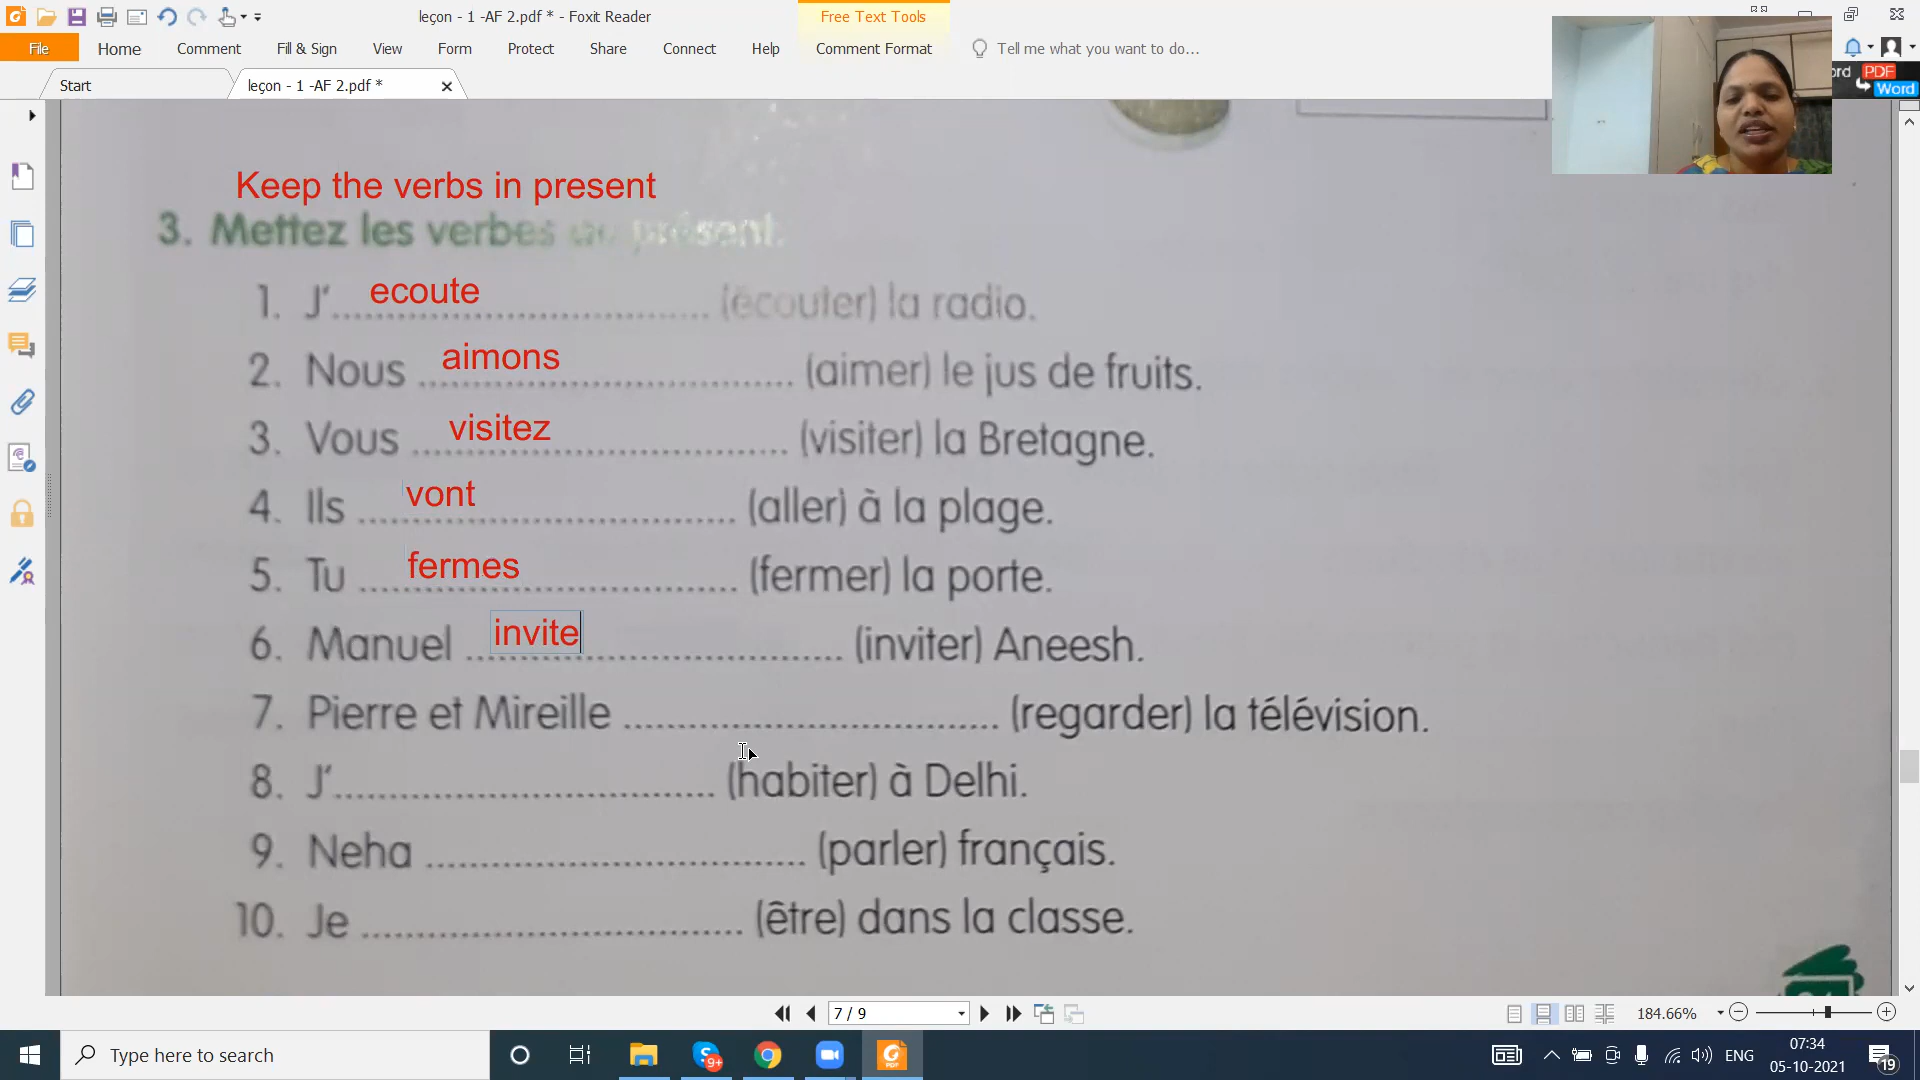 leçon - 1 -AF 2.pdf * - Foxit Reader
Free Text Tools
File Home Comment Fill & Sign View Form Protect Share Connect Help Comment Format Tell me what you want to do...
Start leçon - 1 -AF 2.pdf *
ord PDF
Word
Keep the verbs in present
3. Mettez les verbes au présent.
1. J' ecoute (écouter) la radio.
2. Nous aimons (aimer) le jus de fruits.
3. Vous visitez (visiter) la Bretagne.
4. Ils vont (aller) à la plage.
5. Tu fermes (fermer) la porte.
6. Manuel invite (inviter) Aneesh.
7. Pierre et Mireille .......... (regarder) la télévision.
8. J'.......... (habiter) à Delhi.
9. Neha .......... (parler) français.
10. Je .......... (être) dans la classe.
7 / 9
184.66%
Type here to search
9+
PDF
ENG
07:34
05-10-2021
19